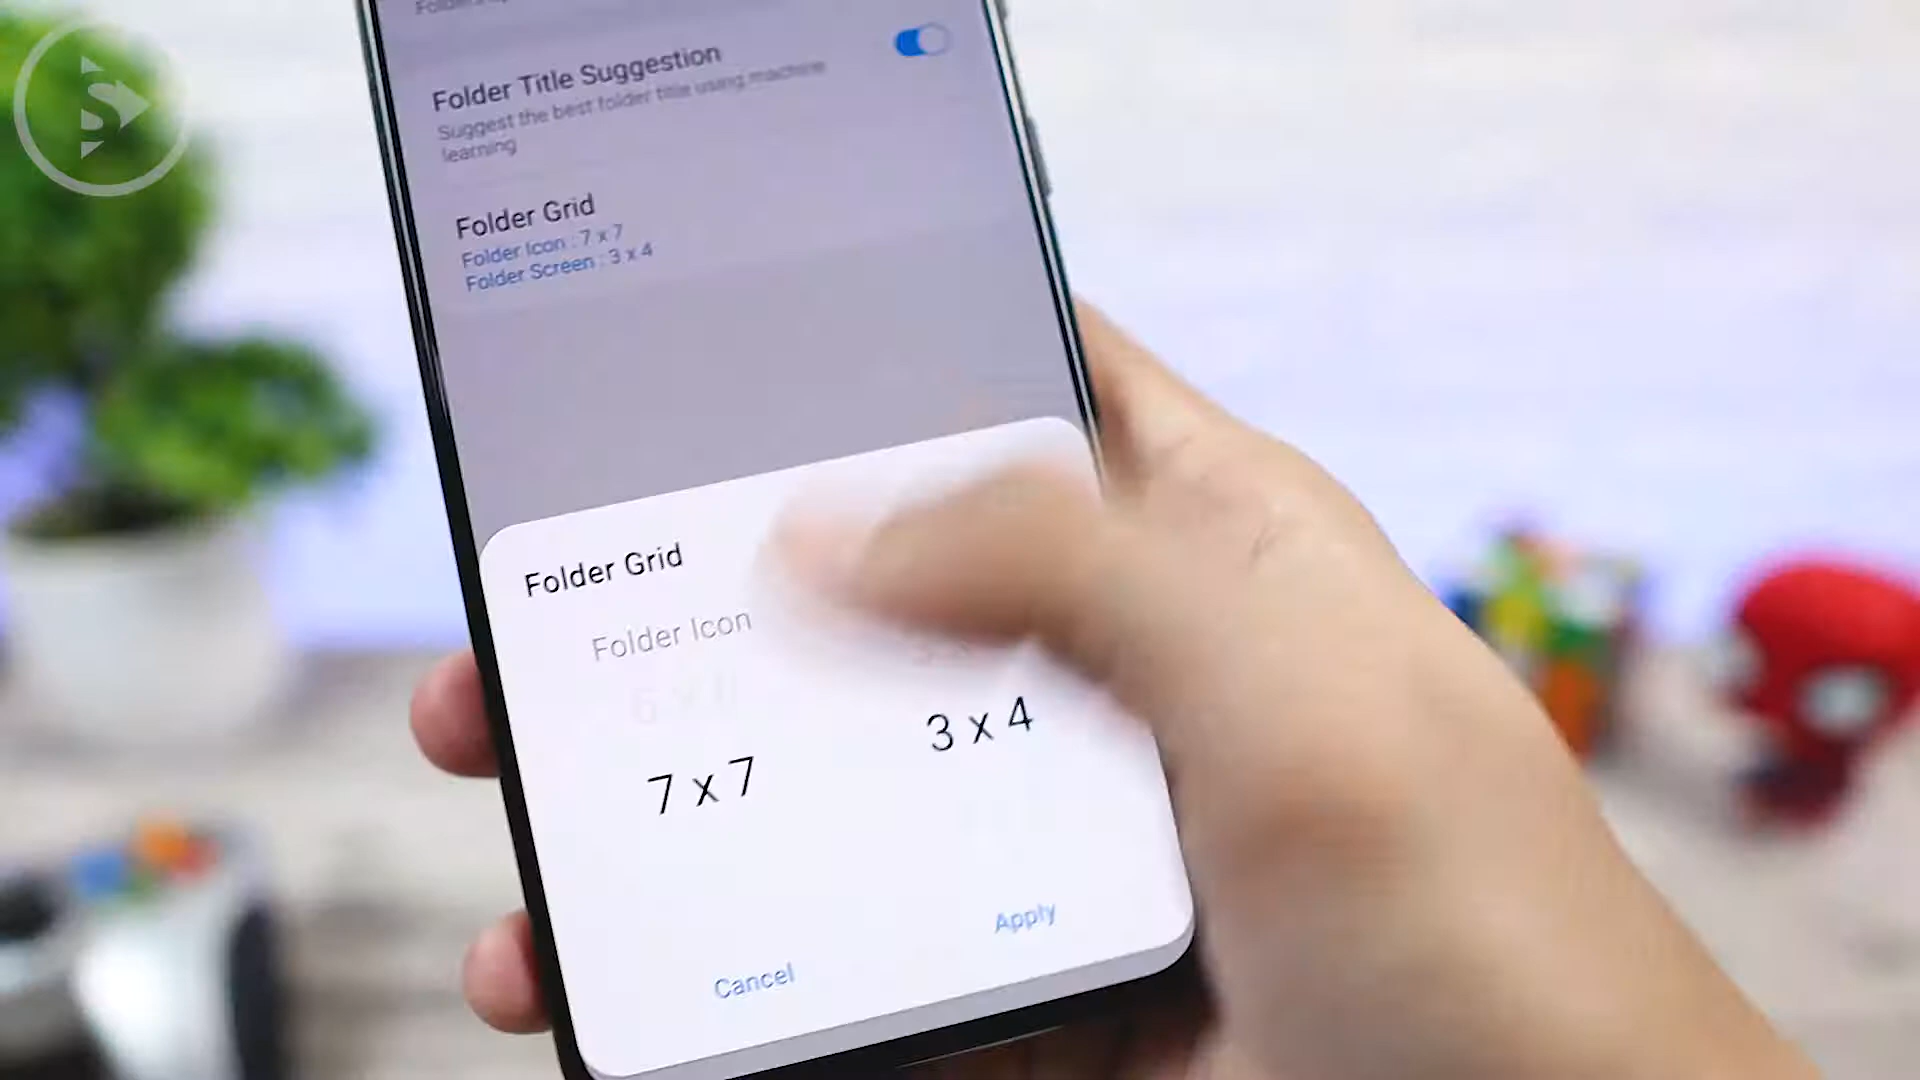 Folder Title Suggestion
Suggest the best folder title using machine
learning
Folder Grid
Folder Icon : 7 x 7
Folder Screen : 3 x 4
Folder Grid
Folder Icon
7 x 7
3 x 4
Cancel
Apply